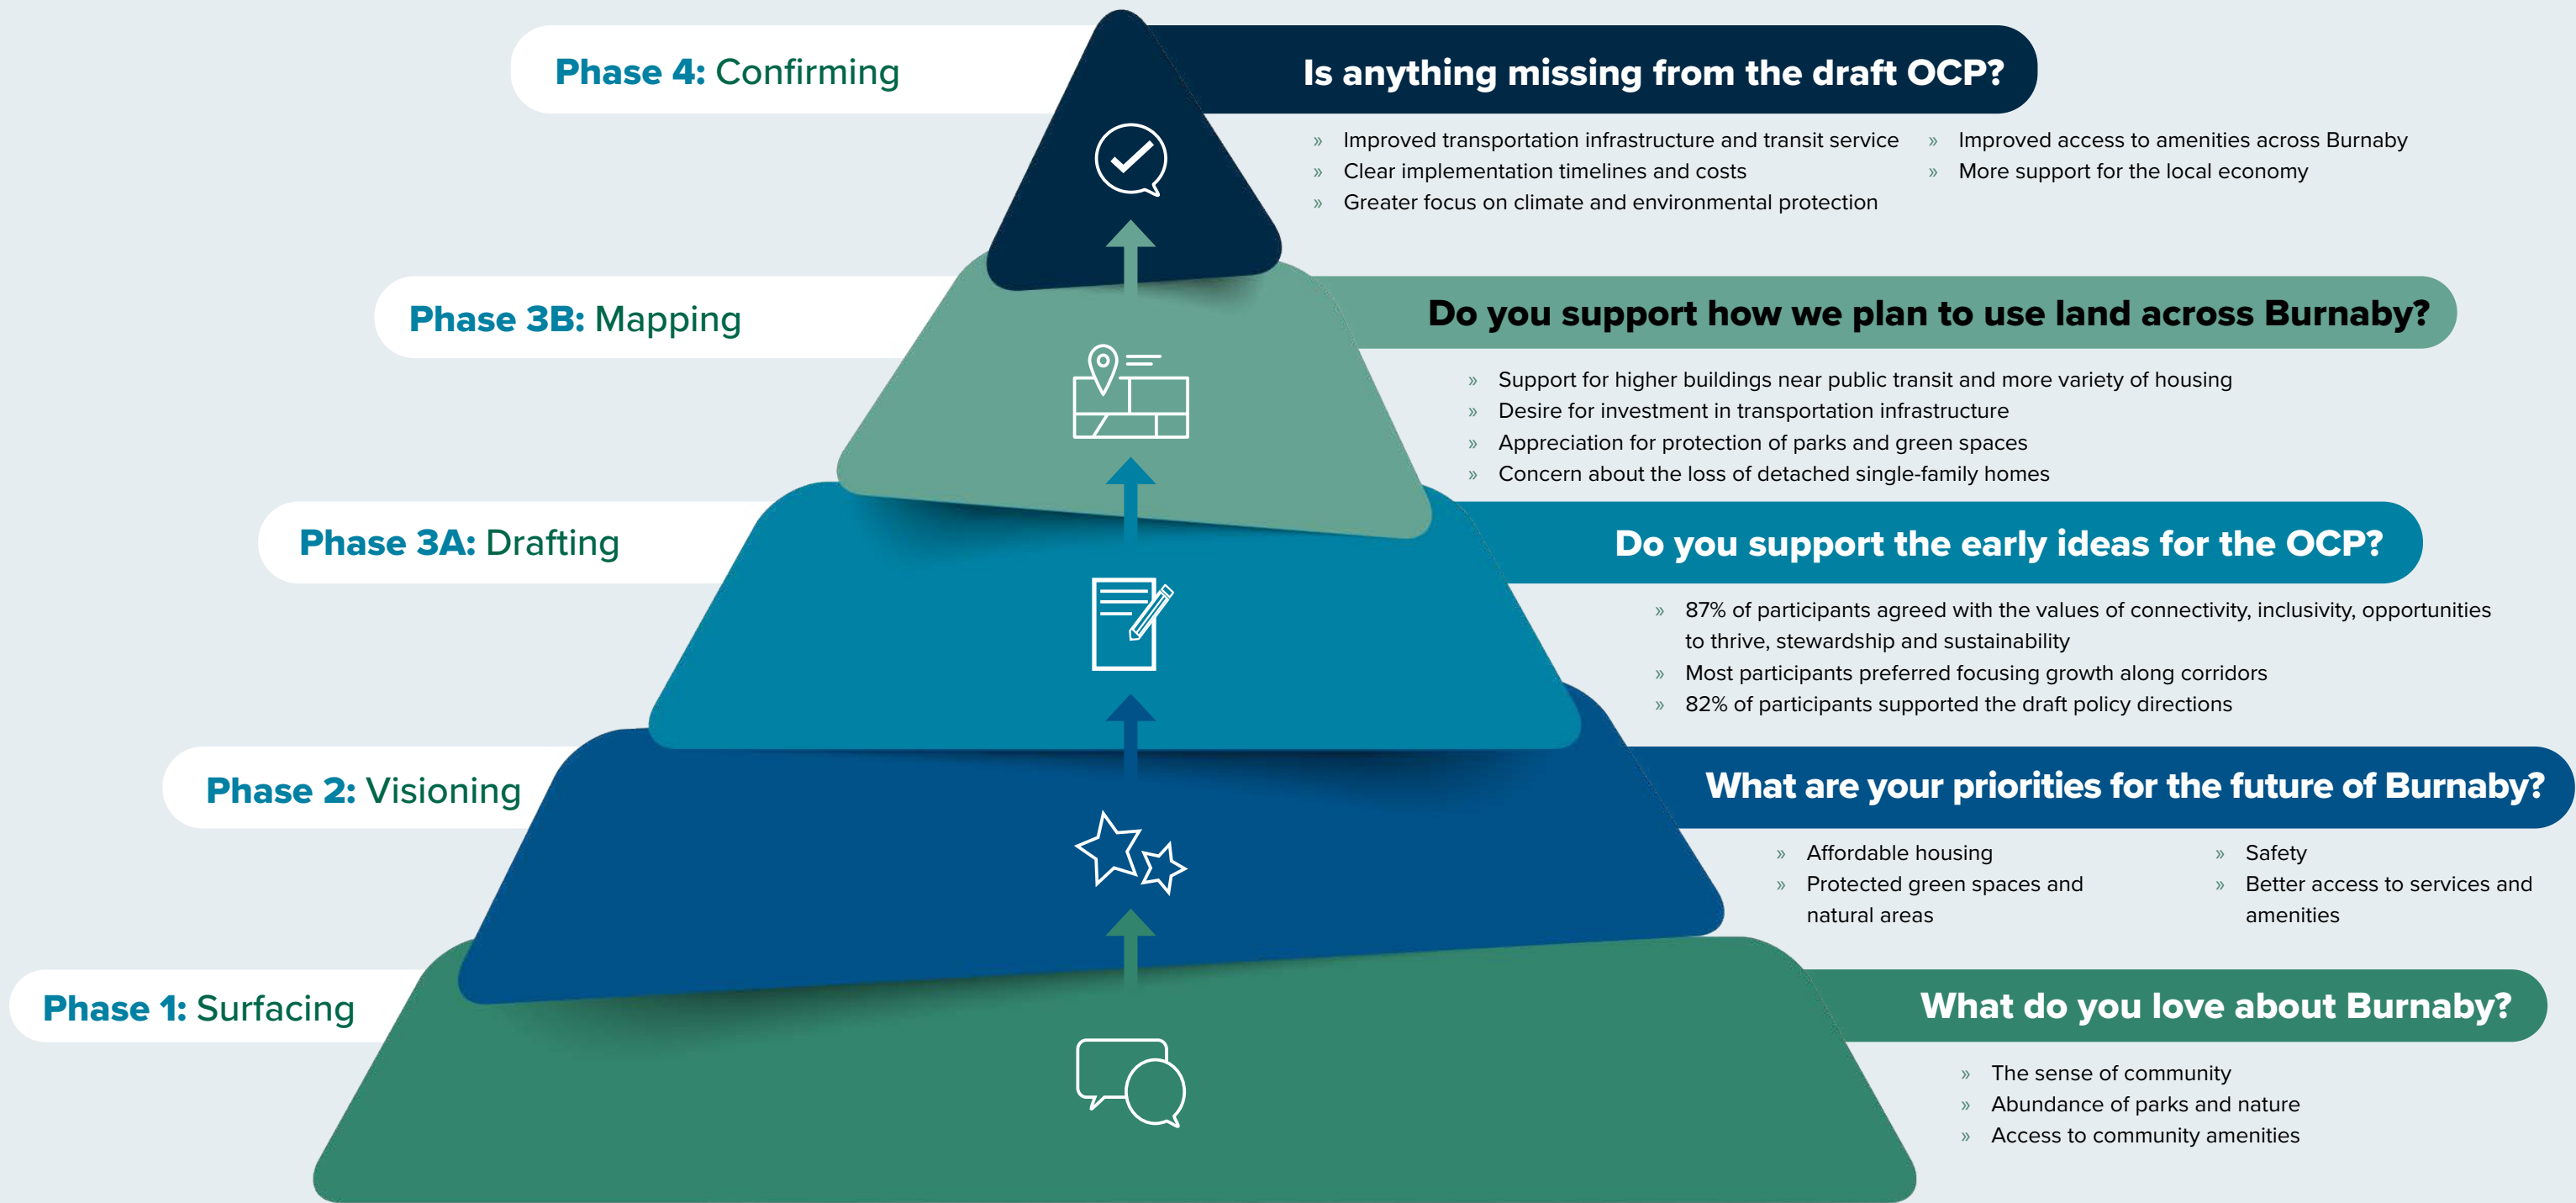 Phase 4: Confirming
Is anything missing from the draft OCP?
» Improved transportation infrastructure and transit service
» Clear implementation timelines and costs
» Greater focus on climate and environmental protection
» Improved access to amenities across Burnaby
» More support for the local economy
Phase 3B: Mapping
Do you support how we plan to use land across Burnaby?
» Support for higher buildings near public transit and more variety of housing
» Desire for investment in transportation infrastructure
» Appreciation for protection of parks and green spaces
» Concern about the loss of detached single-family homes
Phase 3A: Drafting
Do you support the early ideas for the OCP?
» 87% of participants agreed with the values of connectivity, inclusivity, opportunities
to thrive, stewardship and sustainability
» Most participants preferred focusing growth along corridors
» 82% of participants supported the draft policy directions
Phase 2: Visioning
What are your priorities for the future of Burnaby?
» Affordable housing
» Protected green spaces and
natural areas
» Safety
» Better access to services and
amenities
Phase 1: Surfacing
What do you love about Burnaby?
» The sense of community
» Abundance of parks and nature
» Access to community amenities